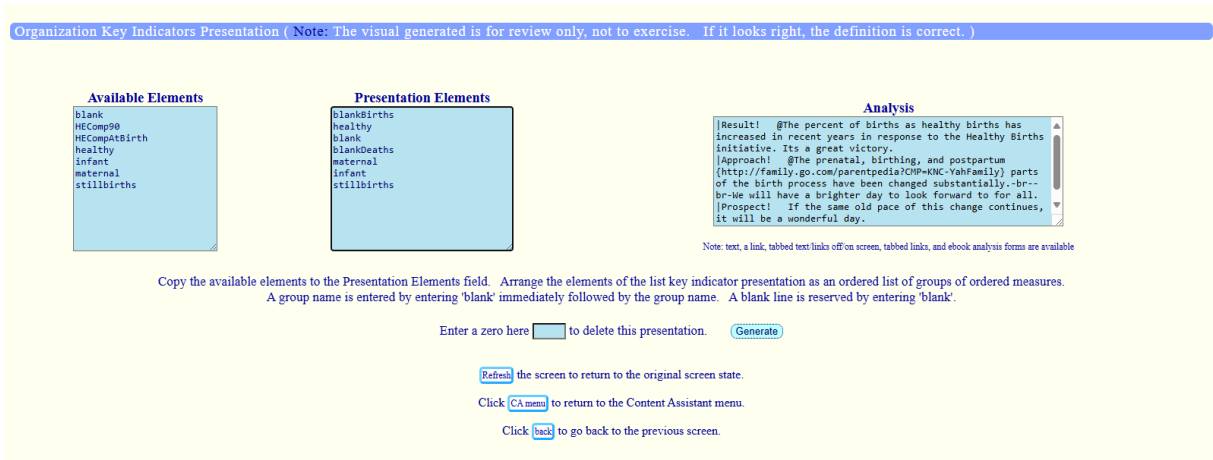 Organization Key Indicators Presentation ( Note: The visual generated is for review only, not to exercise. If it looks right, the definition is correct. )
Available Elements
blank
HEComp90
HECompAtBirth
healthy
infant
maternal
stillbirths
Presentation Elements
blankBirths
healthy
blank
blankDeaths
maternal
infant
stillbirths
Analysis
|Result! @The percent of births as healthy births has
increased in recent years in response to the Healthy Births
initiative. Its a great victory.
|Approach! @The prenatal, birthing, and postpartum
{http://family.go.com/parentpedia?CMP=KNC-YahFamily} parts
of the birth process have been changed substantially.-br--
br-We will have a brighter day to look forward to for all.
|Prospect! If the same old pace of this change continues,
it will be a wonderful day.
Note: text, a link, tabbed text/links off/on screen, tabbed links, and ebook analysis forms are available
Copy the available elements to the Presentation Elements field. Arrange the elements of the list key indicator presentation as an ordered list of groups of ordered measures.
A group name is entered by entering 'blank' immediately followed by the group name. A blank line is reserved by entering 'blank'.
Enter a zero here to delete this presentation. Generate
Refresh the screen to return to the original screen state.
Click CA menu to return to the Content Assistant menu.
Click back to go back to the previous screen.